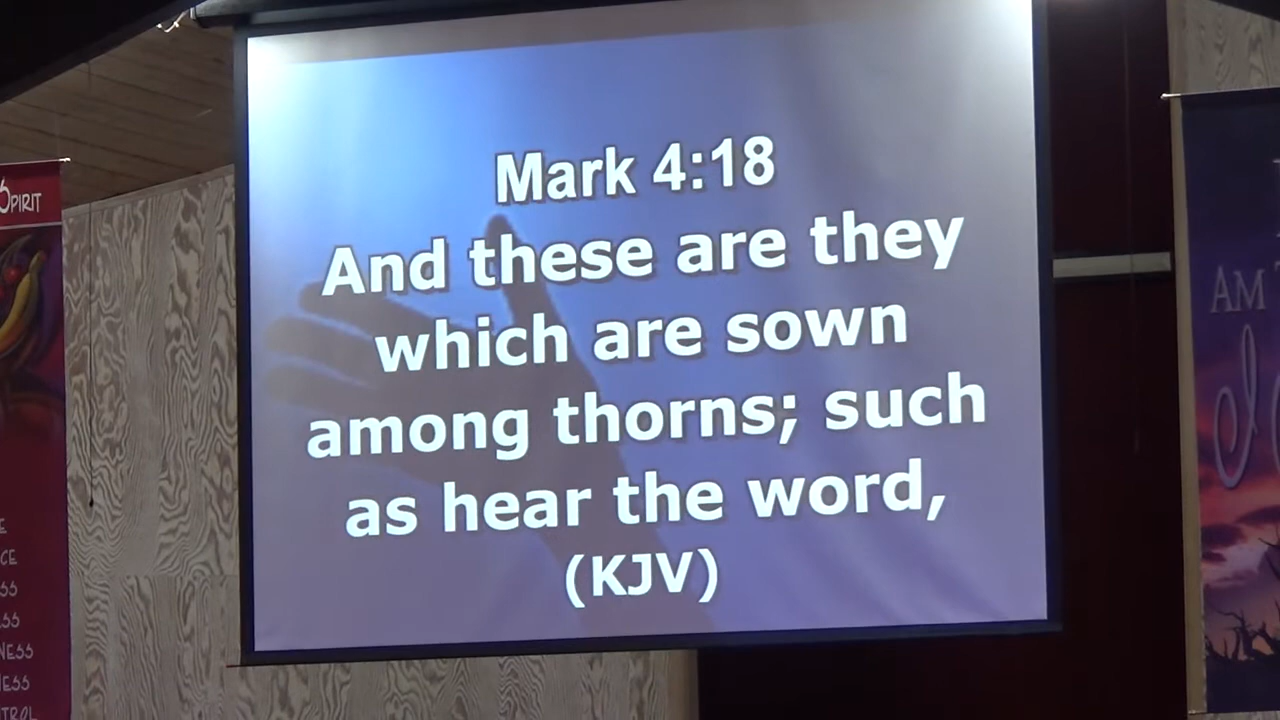 Mark 4:18
And these are they
which are sown
among thorns; such
as hear the word,
(KJV)
SPIRIT
AM